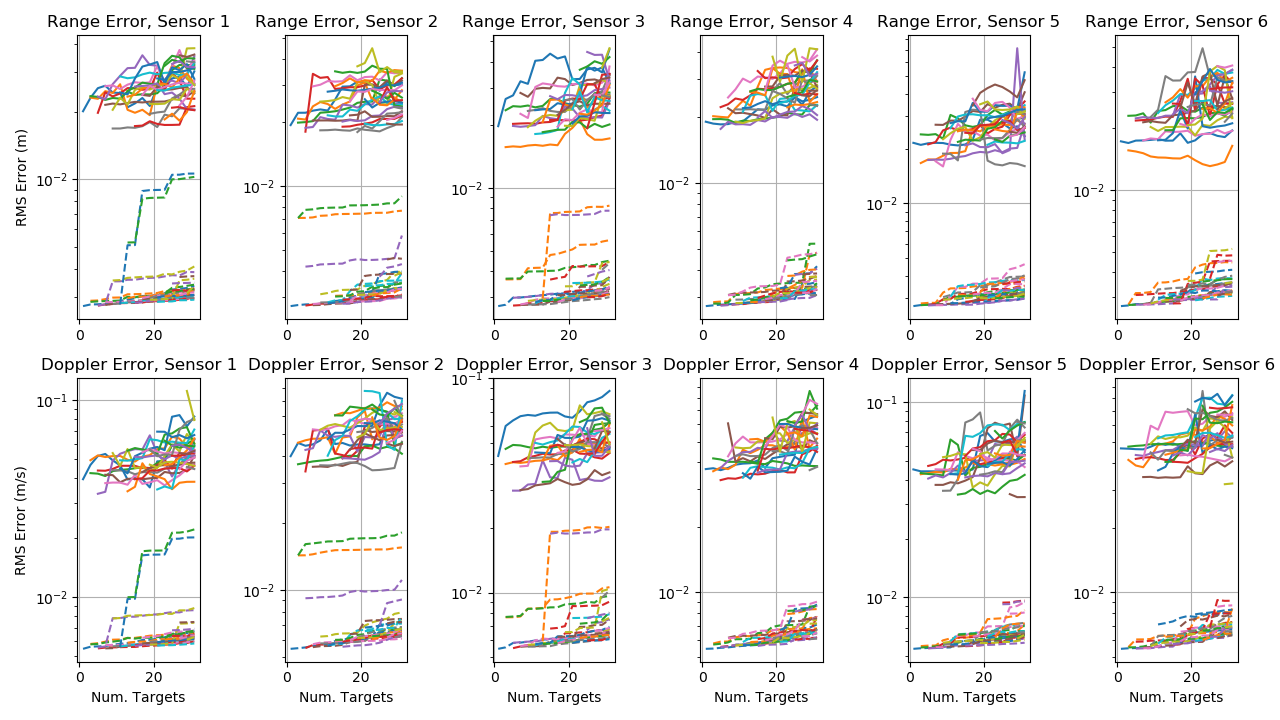 Range Error, Sensor 1
Range Error, Sensor 2
Range Error, Sensor 3
Range Error, Sensor 4
Range Error, Sensor 5
Range Error, Sensor 6
RMS Error (m)
10⁻²
10⁻²
10⁻²
10⁻²
10⁻²
10⁻²
0 20
0 20
0 20
0 20
0 20
0 20
Doppler Error, Sensor 1
Doppler Error, Sensor 2
Doppler Error, Sensor 3
Doppler Error, Sensor 4
Doppler Error, Sensor 5
Doppler Error, Sensor 6
RMS Error (m/s)
10⁻¹
10⁻²
10⁻²
10⁻¹
10⁻²
10⁻²
10⁻¹
10⁻²
10⁻²
0 20
0 20
0 20
0 20
0 20
0 20
Num. Targets
Num. Targets
Num. Targets
Num. Targets
Num. Targets
Num. Targets